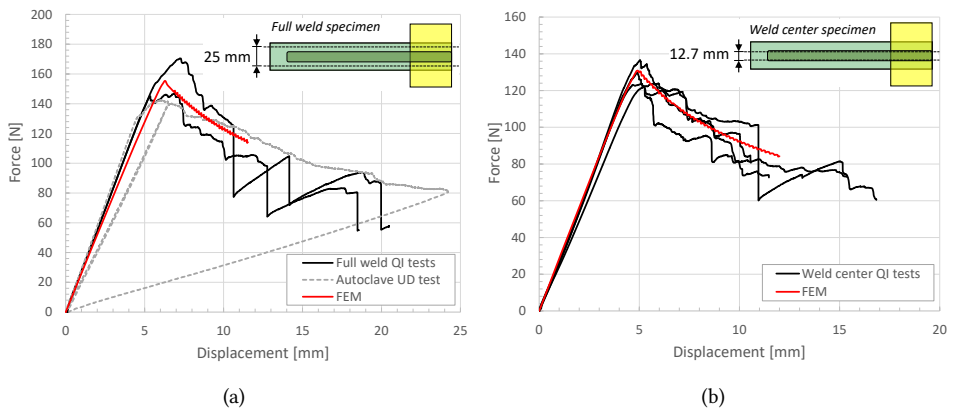 Full weld specimen
25 mm
200
180
160
140
120
100
80
60
40
20
0
Force [N]
0 5 10 15 20 25
Displacement [mm]
Full weld QI tests
Autoclave UD test
FEM
(a)
Weld center specimen
12.7 mm
160
140
120
100
80
60
40
20
0
Force [N]
0 5 10 15 20
Displacement [mm]
Weld center QI tests
FEM
(b)